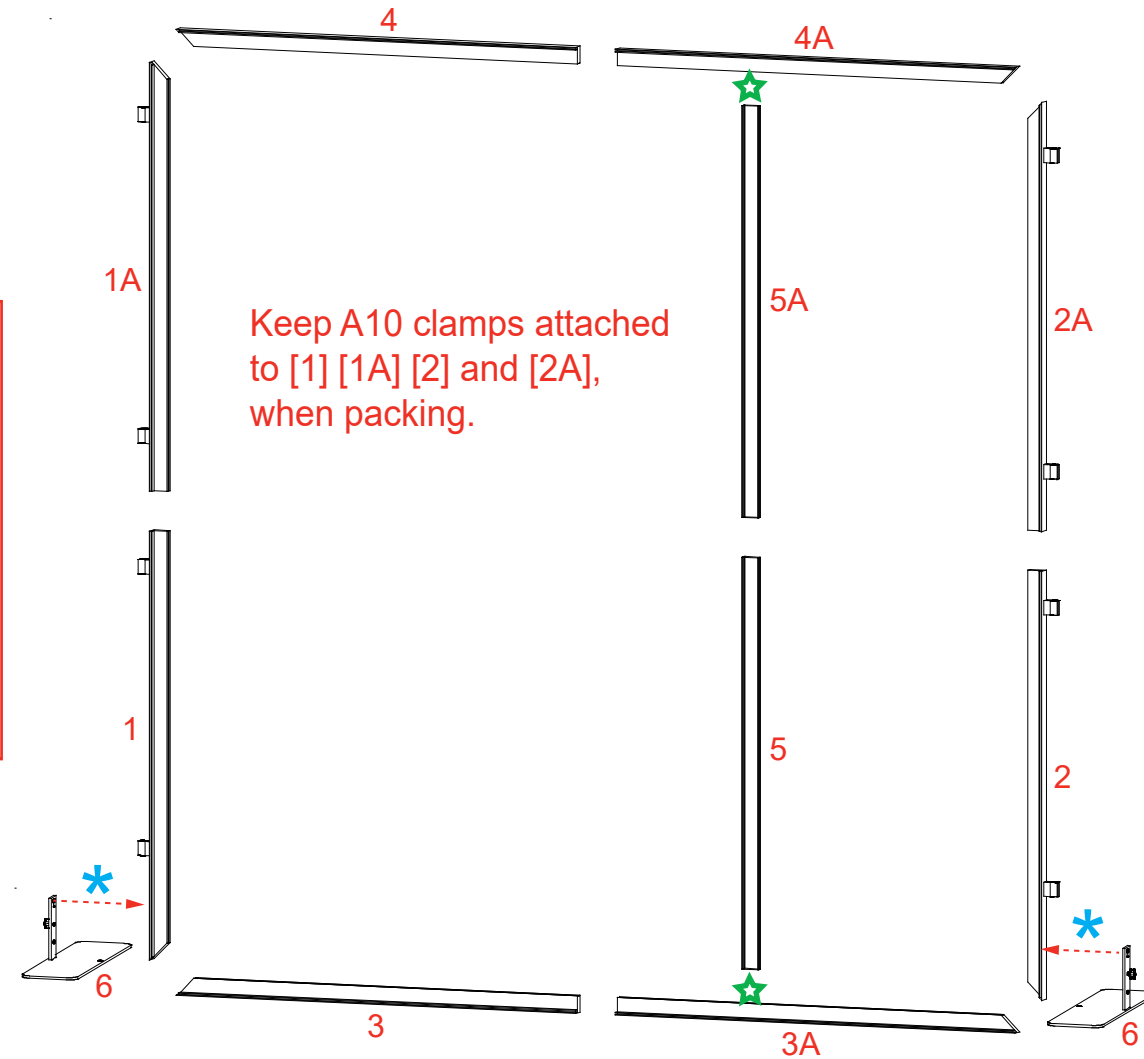 4
4A
1A
5A
2A
Keep A10 clamps attached
to [1] [1A] [2] and [2A],
when packing.
1
5
2
*
*
6
6
3
3A